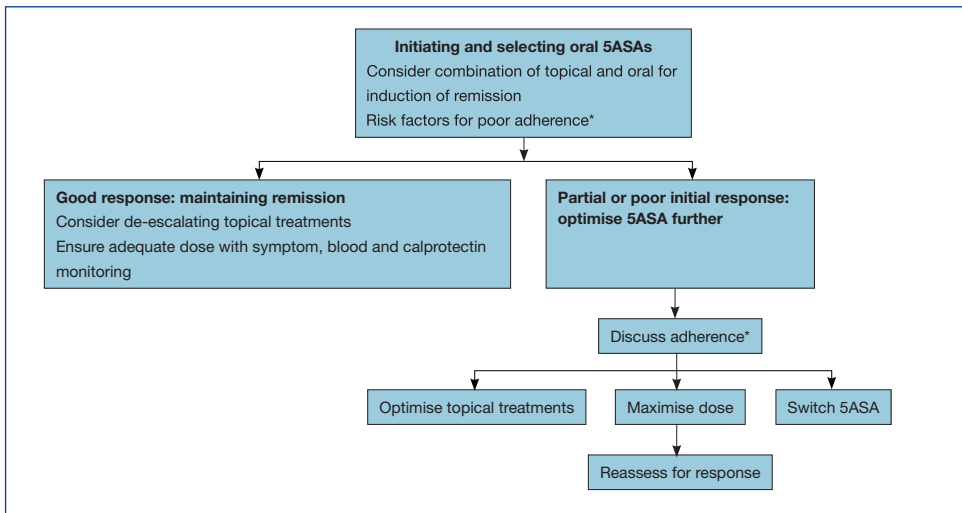 Initiating and selecting oral 5ASAs
Consider combination of topical and oral for
induction of remission
Risk factors for poor adherence*
Good response: maintaining remission
Consider de-escalating topical treatments
Ensure adequate dose with symptom, blood and calprotectin
monitoring
Partial or poor initial response:
optimise 5ASA further
Discuss adherence*
Optimise topical treatments
Maximise dose
Switch 5ASA
Reassess for response